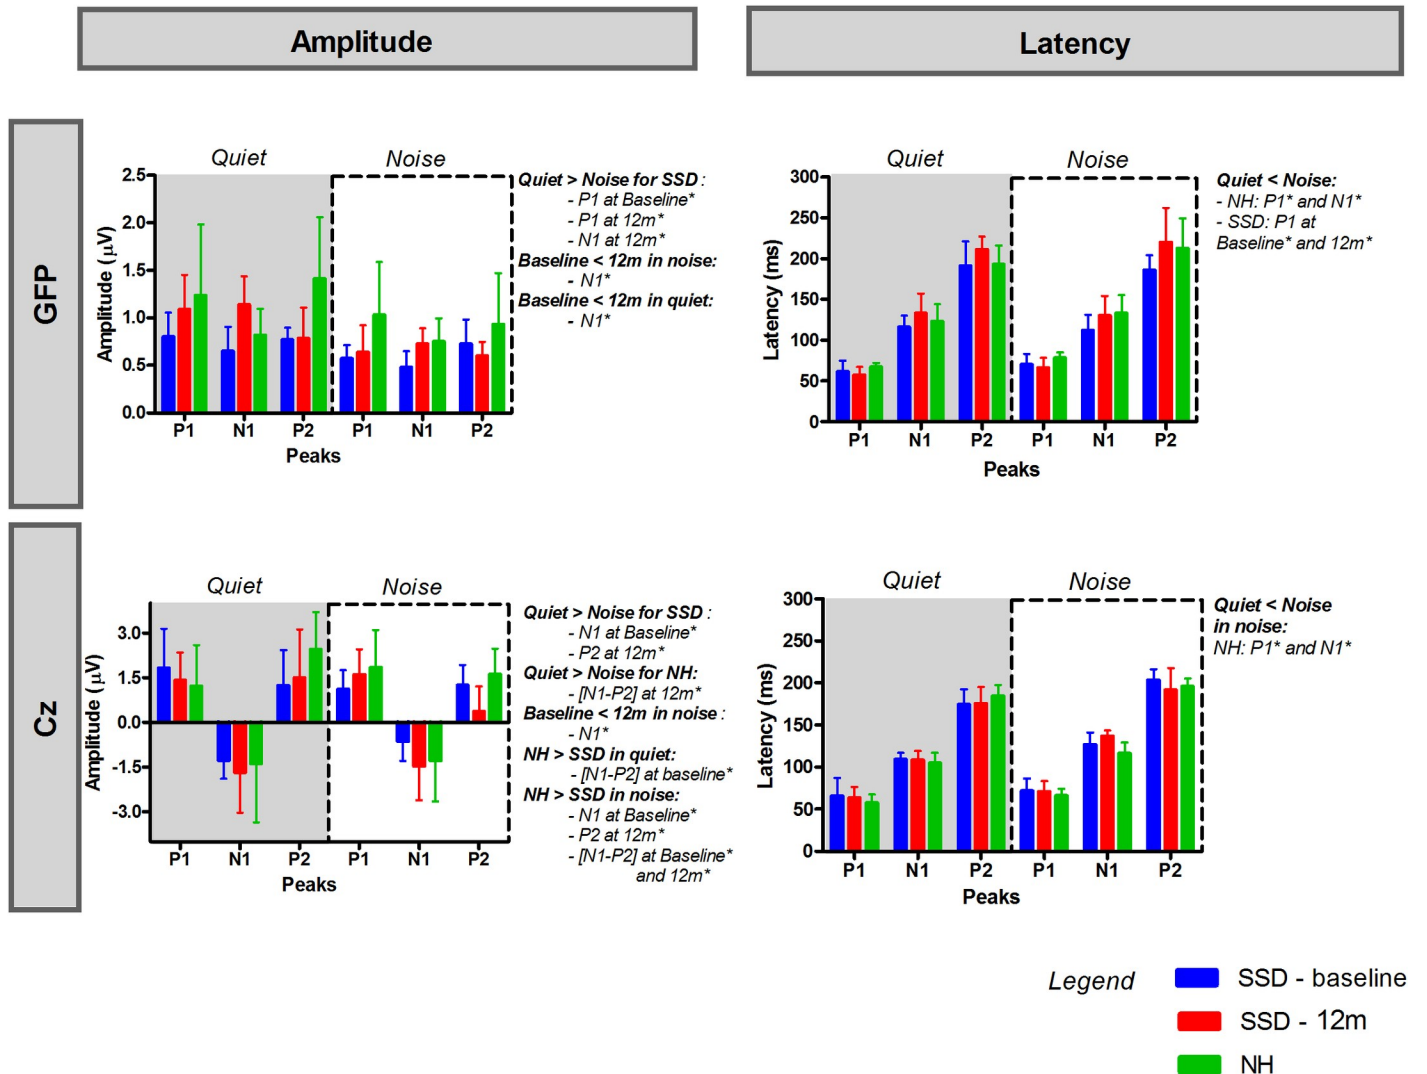 Amplitude
Latency
GFP
Quiet
Noise
Amplitude (µV)
2.5
2.0
1.5
1.0
0.5
0.0
P1
N1
P2
P1
N1
P2
Peaks
Quiet > Noise for SSD :
- P1 at Baseline*
- P1 at 12m*
- N1 at 12m*
Baseline < 12m in noise:
- N1*
Baseline < 12m in quiet:
- N1*
Quiet
Noise
Latency (ms)
300
250
200
150
100
50
0
P1
N1
P2
P1
N1
P2
Peaks
Quiet < Noise:
- NH: P1* and N1*
- SSD: P1 at
Baseline* and 12m*
Cz
Quiet
Noise
Amplitude (µV)
3.0
1.5
0.0
-1.5
-3.0
P1
N1
P2
P1
N1
P2
Peaks
Quiet > Noise for SSD :
- N1 at Baseline*
- P2 at 12m*
Quiet > Noise for NH:
- [N1-P2] at 12m*
Baseline < 12m in noise :
- N1*
NH > SSD in quiet:
- [N1-P2] at baseline*
NH > SSD in noise:
- N1 at Baseline*
- P2 at 12m*
- [N1-P2] at Baseline*
and 12m*
Quiet
Noise
Latency (ms)
300
250
200
150
100
50
0
P1
N1
P2
P1
N1
P2
Peaks
Quiet < Noise
in noise:
NH: P1* and N1*
Legend
SSD - baseline
SSD - 12m
NH